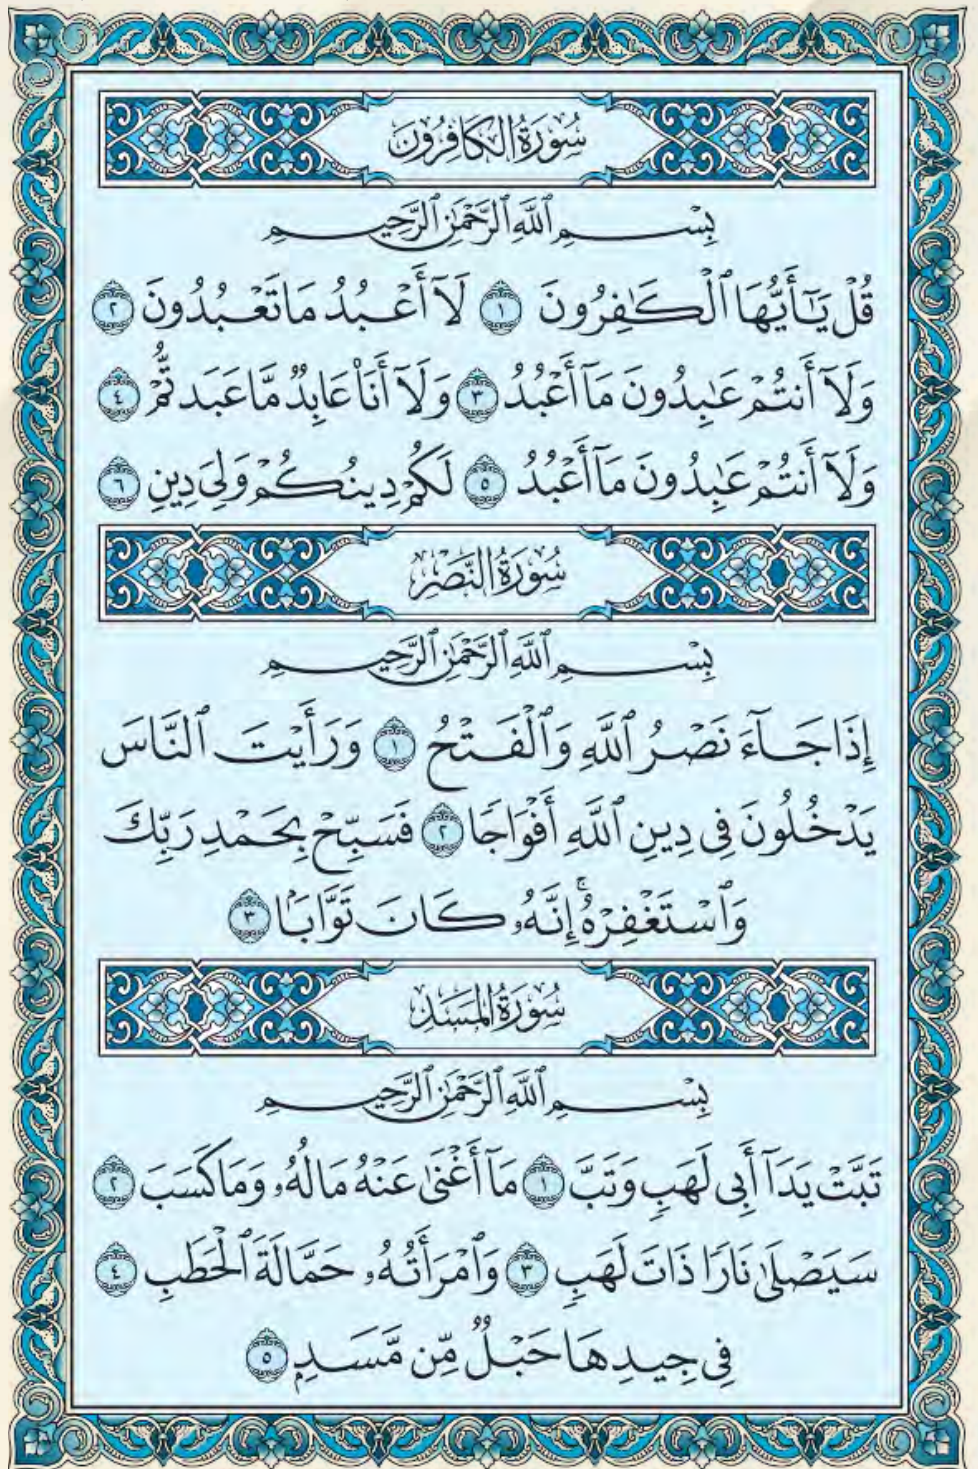 سُورَةُ الْكَافِرُونَ
بِسْمِ ٱللَّهِ ٱلرَّحْمَٰنِ ٱلرَّحِيمِ
قُلْ يَٰٓأَيُّهَا ٱلْكَٰفِرُونَ ١ لَآ أَعْبُدُ مَا تَعْبُدُونَ ٢
وَلَآ أَنتُمْ عَٰبِدُونَ مَآ أَعْبُدُ ٣ وَلَآ أَنَا۠ عَابِدٌ مَّا عَبَدتُّمْ ٤
وَلَآ أَنتُمْ عَٰبِدُونَ مَآ أَعْبُدُ ٥ لَكُمْ دِينُكُمْ وَلِىَ دِينِ ٦
سُورَةُ النَّصْرِ
بِسْمِ ٱللَّهِ ٱلرَّحْمَٰنِ ٱلرَّحِيمِ
إِذَا جَآءَ نَصْرُ ٱللَّهِ وَٱلْفَتْحُ ١ وَرَأَيْتَ ٱلنَّاسَ
يَدْخُلُونَ فِى دِينِ ٱللَّهِ أَفْوَاجًا ٢ فَسَبِّحْ بِحَمْدِ رَبِّكَ
وَٱسْتَغْفِرْهُ ۚ إِنَّهُۥ كَانَ تَوَّابًۢا ٣
سُورَةُ الْمَسَدِ
بِسْمِ ٱللَّهِ ٱلرَّحْمَٰنِ ٱلرَّحِيمِ
تَبَّتْ يَدَآ أَبِى لَهَبٍ وَتَبَّ ١ مَآ أَغْنَىٰ عَنْهُ مَالُهُۥ وَمَا كَسَبَ ٢
سَيَصْلَىٰ نَارًا ذَاتَ لَهَبٍ ٣ وَٱمْرَأَتُهُۥ حَمَّالَةَ ٱلْحَطَبِ ٤
فِى جِيدِهَا حَبْلٌ مِّن مَّسَدٍۭ ٥